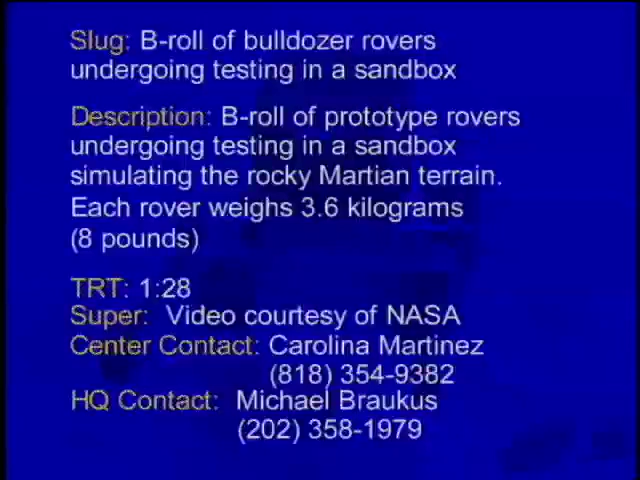 Slug: B-roll of bulldozer rovers
undergoing testing in a sandbox
Description: B-roll of prototype rovers
undergoing testing in a sandbox
simulating the rocky Martian terrain.
Each rover weighs 3.6 kilograms
(8 pounds)
TRT: 1:28
Super: Video courtesy of NASA
Center Contact: Carolina Martinez
(818) 354-9382
HQ Contact: Michael Braukus
(202) 358-1979